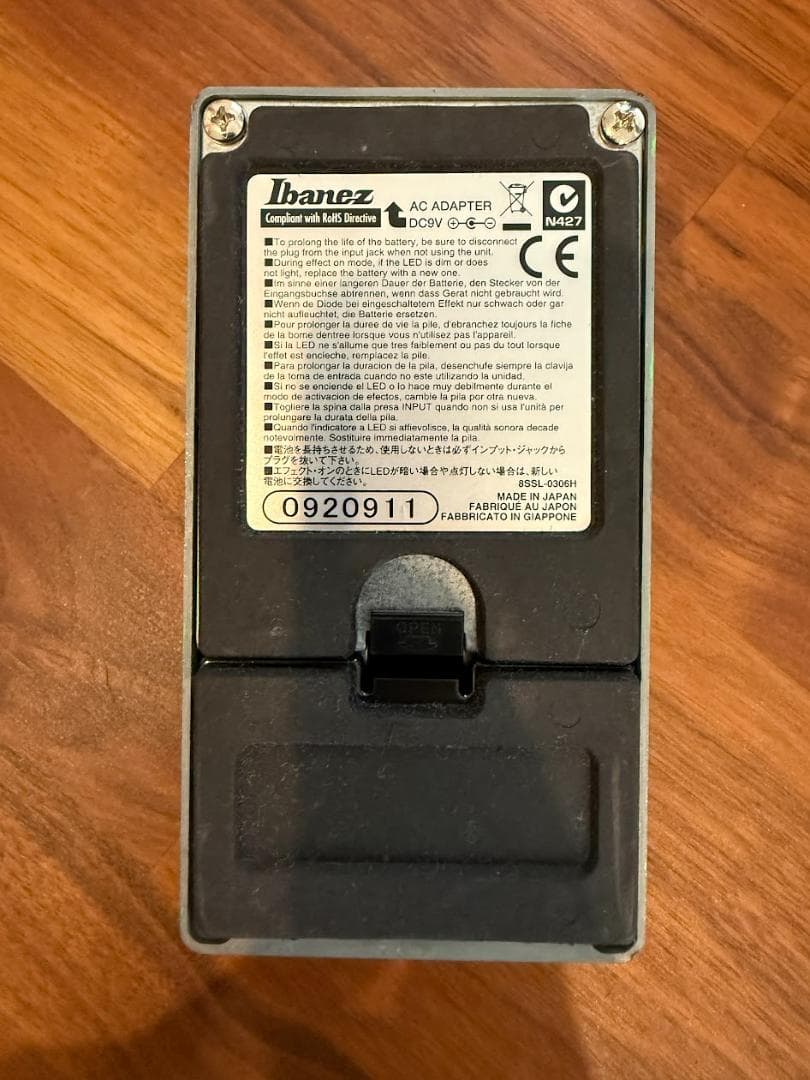 Ibanez
Compliant with RoHS Directive
AC ADAPTER
DC9V
N427
CE
■To prolong the life of the battery, be sure to disconnect
the plug from the input jack when not using the unit.
■During effect on mode, if the LED is dim or does
not light, replace the battery with a new one.
■Im sinne einer langeren Dauer der Batterie, den Stecker von der
Eingangsbuchse abtrennen, wenn dass Gerat nicht gebraucht wird.
■Wenn de Diode bei eingeschaltetem Effekt nur schwach oder gar
nicht aufleuchtet, die Batterie ersetzen.
■Pour prolonger la duree de vie la pile, d'ebranchez toujours la fiche
de la borne dentree lorsque vous n'utilisez pas l'appareil.
■Si la LED ne s'allume que tres faiblement ou pas du tout lorsque
l'effet est encieche, remplacez la pile.
■Para prolongar la duracion de la pila, desenchufe siempre la clavija
de la toma de entrada cuando no este utilizando la unidad.
■Si no se enciende el LED o lo hace muy debilmente durante el
modo de activacion de efectos, cambie la pila por otra nueva.
■Togliere la spina dalla presa INPUT quando non si usa l'unità per
prolungare la durata della pila.
■Quando l'indicatore a LED si affievolisce, la qualità sonora decade
notevolmente. Sostituire immediatamente la pila.
■電池を長持ちさせるため、使用しないときは必ずインプット・ジャックから
プラグを抜いて下さい。
■エフェクト・オンのときにLEDが暗い場合や点灯しない場合は、新しい
電池に交換してください。
8SSL-0306H
0920911
MADE IN JAPAN
FABRIQUÉ AU JAPON
FABBRICATO IN GIAPPONE
OPEN